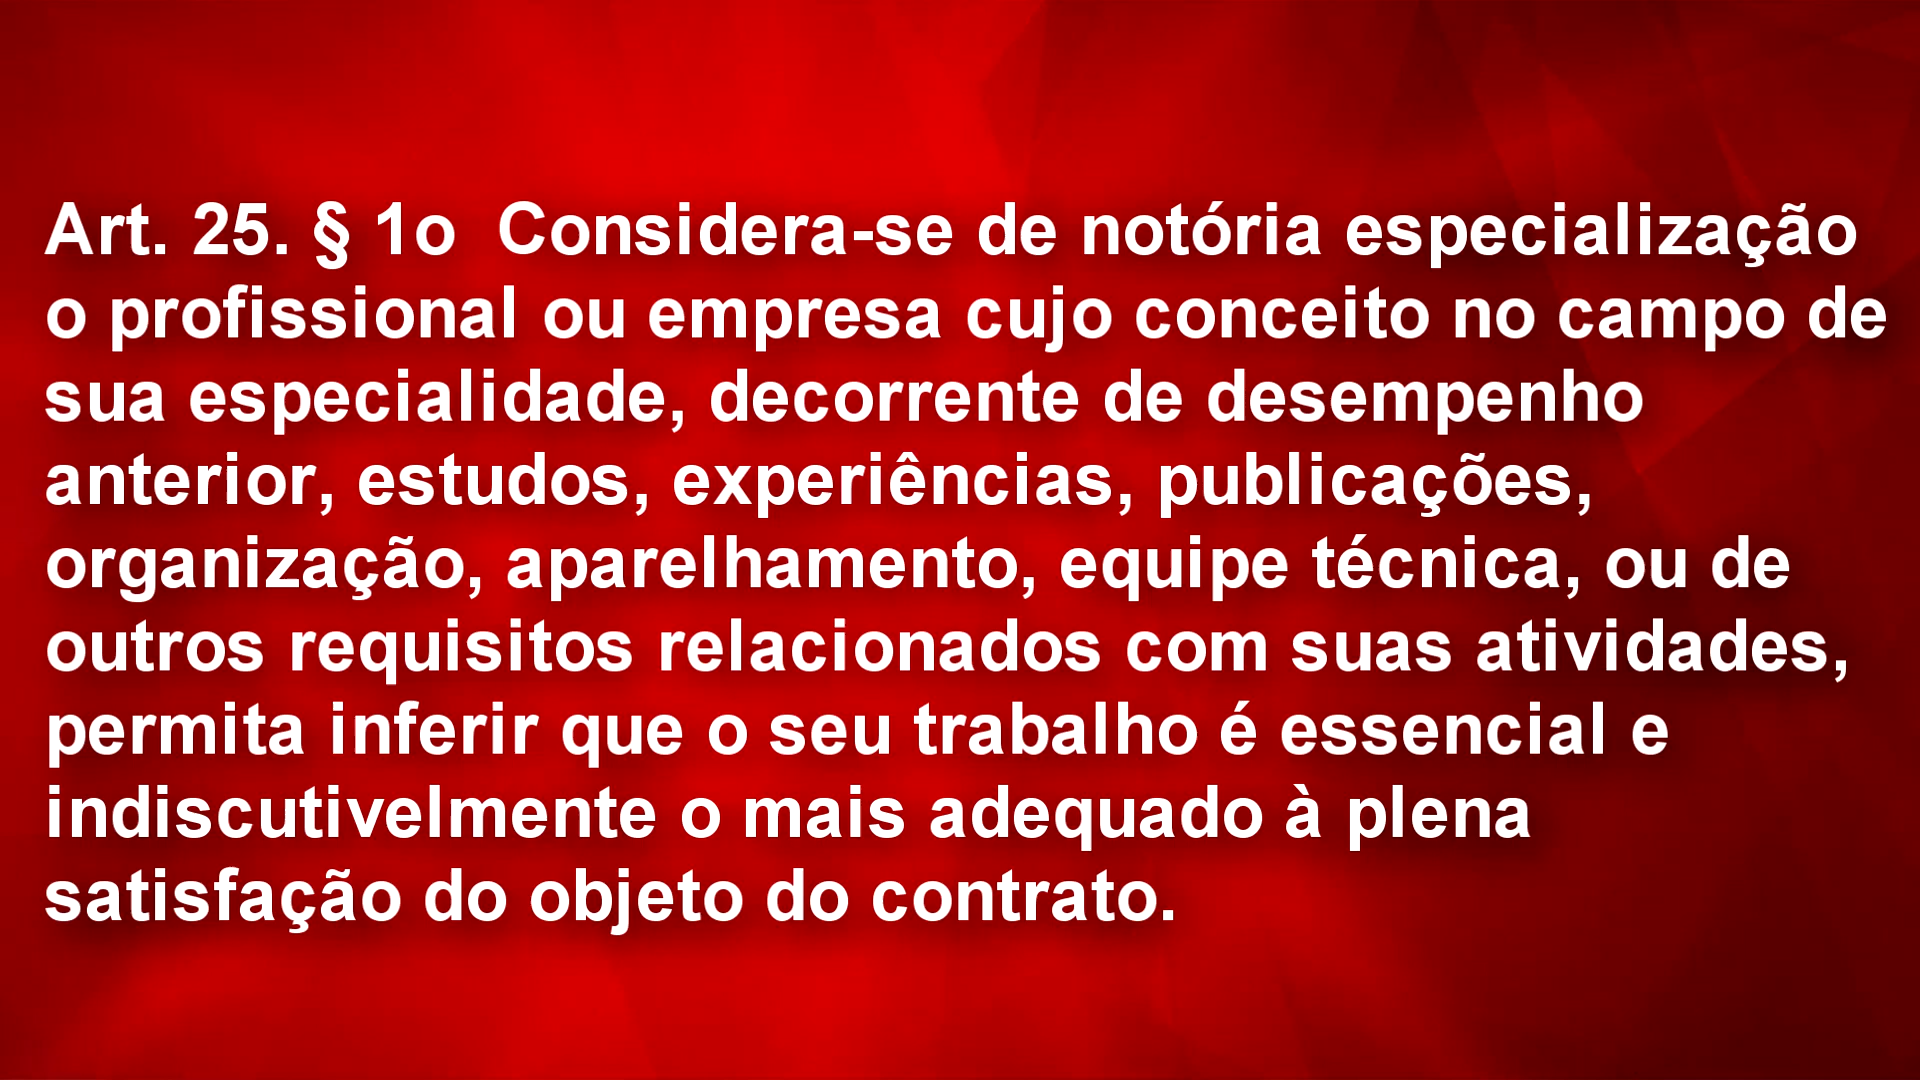 Art. 25. § 1o  Considera-se de notória especialização
o profissional ou empresa cujo conceito no campo de
sua especialidade, decorrente de desempenho
anterior, estudos, experiências, publicações,
organização, aparelhamento, equipe técnica, ou de
outros requisitos relacionados com suas atividades,
permita inferir que o seu trabalho é essencial e
indiscutivelmente o mais adequado à plena
satisfação do objeto do contrato.